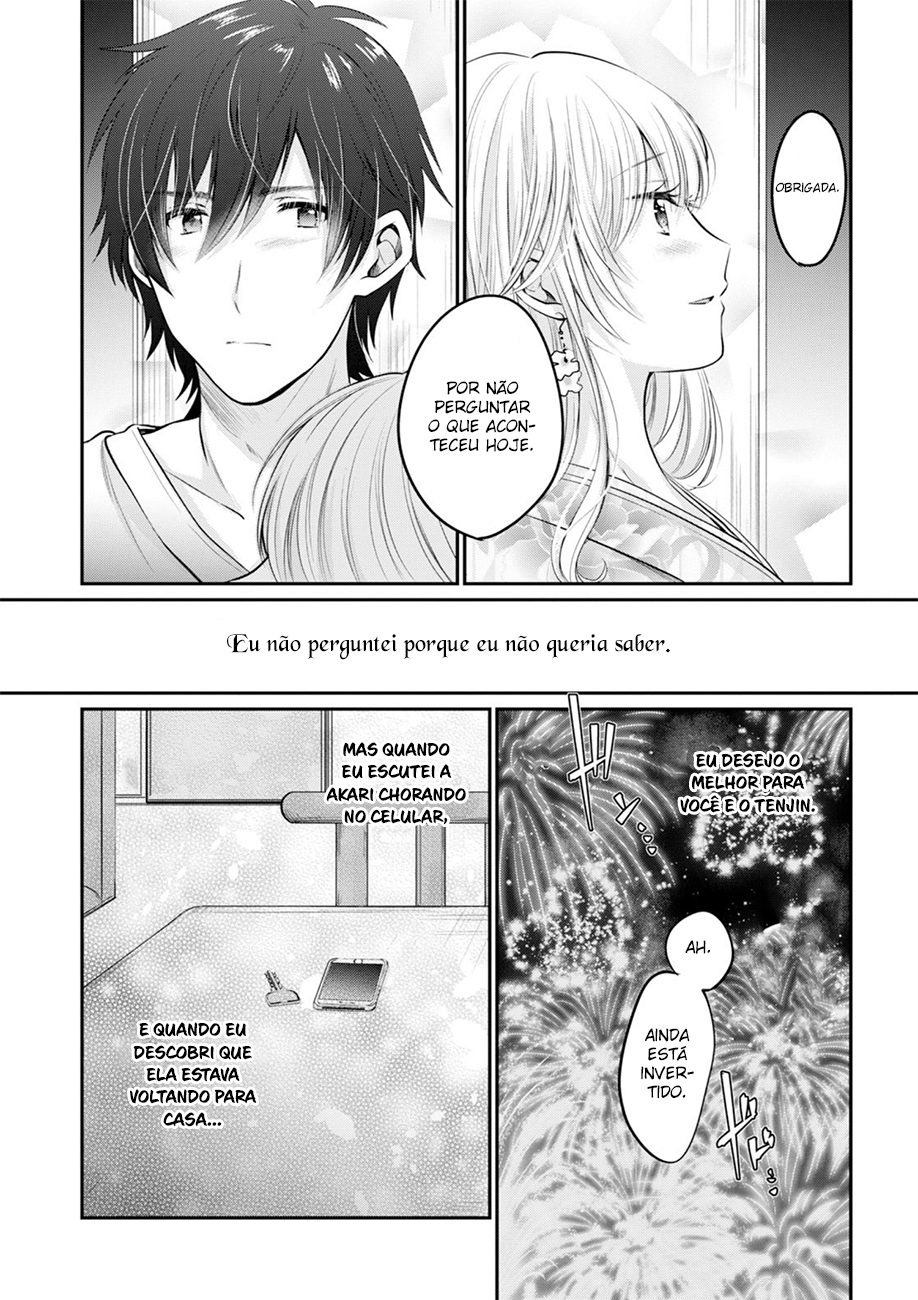 OBRIGADA.
POR NÃO
PERGUNTAR
O QUE ACON-
TECEU HOJE.
Eu não perguntei porque eu não queria saber.
EU DESEJO O
MELHOR PARA
VOCÊ E O TENJIN.
AH.
AINDA
ESTÁ
INVER-
TIDO.
MAS QUANDO
EU ESCUTEI A
AKARI CHORANDO
NO CELULAR,
E QUANDO EU
DESCOBRI QUE
ELA ESTAVA
VOLTANDO PARA
CASA...